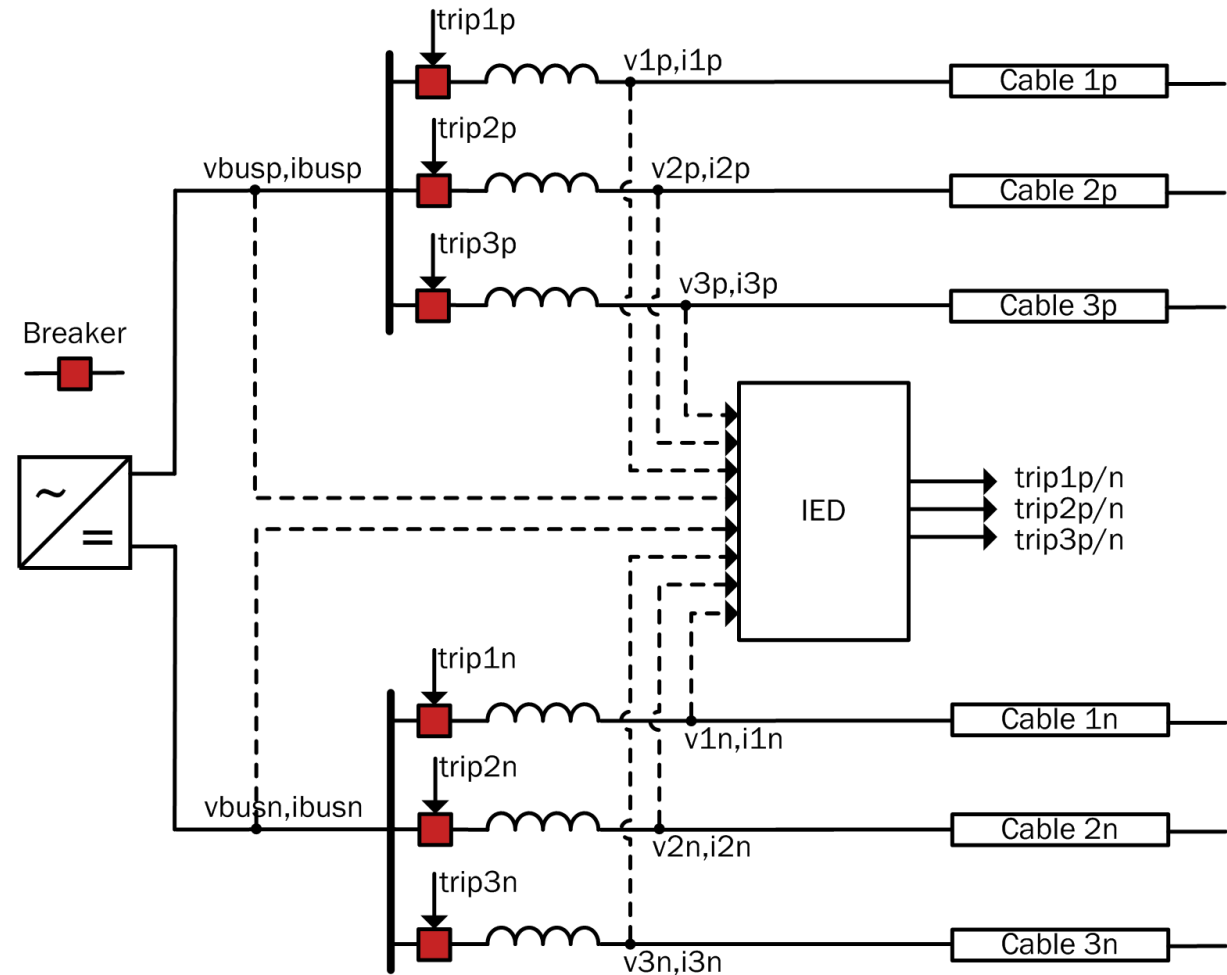 trip1p
v1p,i1p
Cable 1p
trip2p
vbusp,ibusp
v2p,i2p
Cable 2p
trip3p
v3p,i3p
Cable 3p
Breaker
~
=
IED
trip1p/n
trip2p/n
trip3p/n
trip1n
v1n,i1n
Cable 1n
trip2n
vbusn,ibusn
v2n,i2n
Cable 2n
trip3n
v3n,i3n
Cable 3n